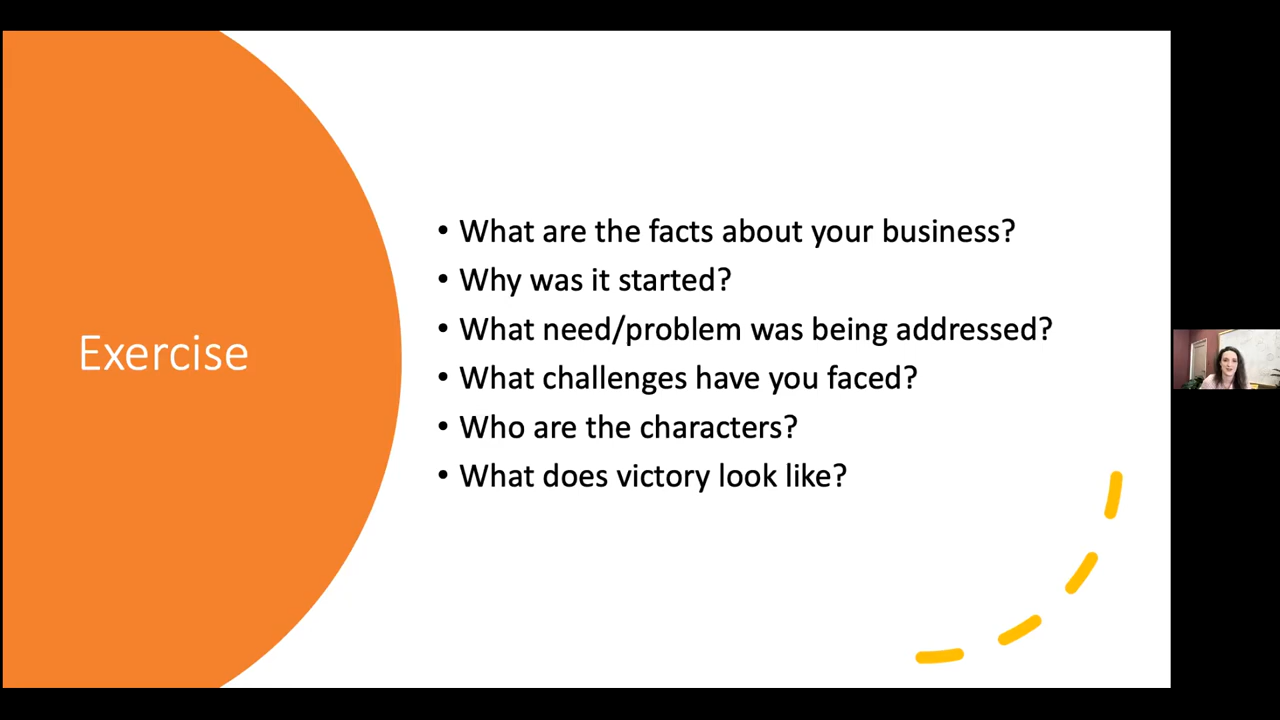 Exercise
• What are the facts about your business?
• Why was it started?
• What need/problem was being addressed?
• What challenges have you faced?
• Who are the characters?
• What does victory look like?